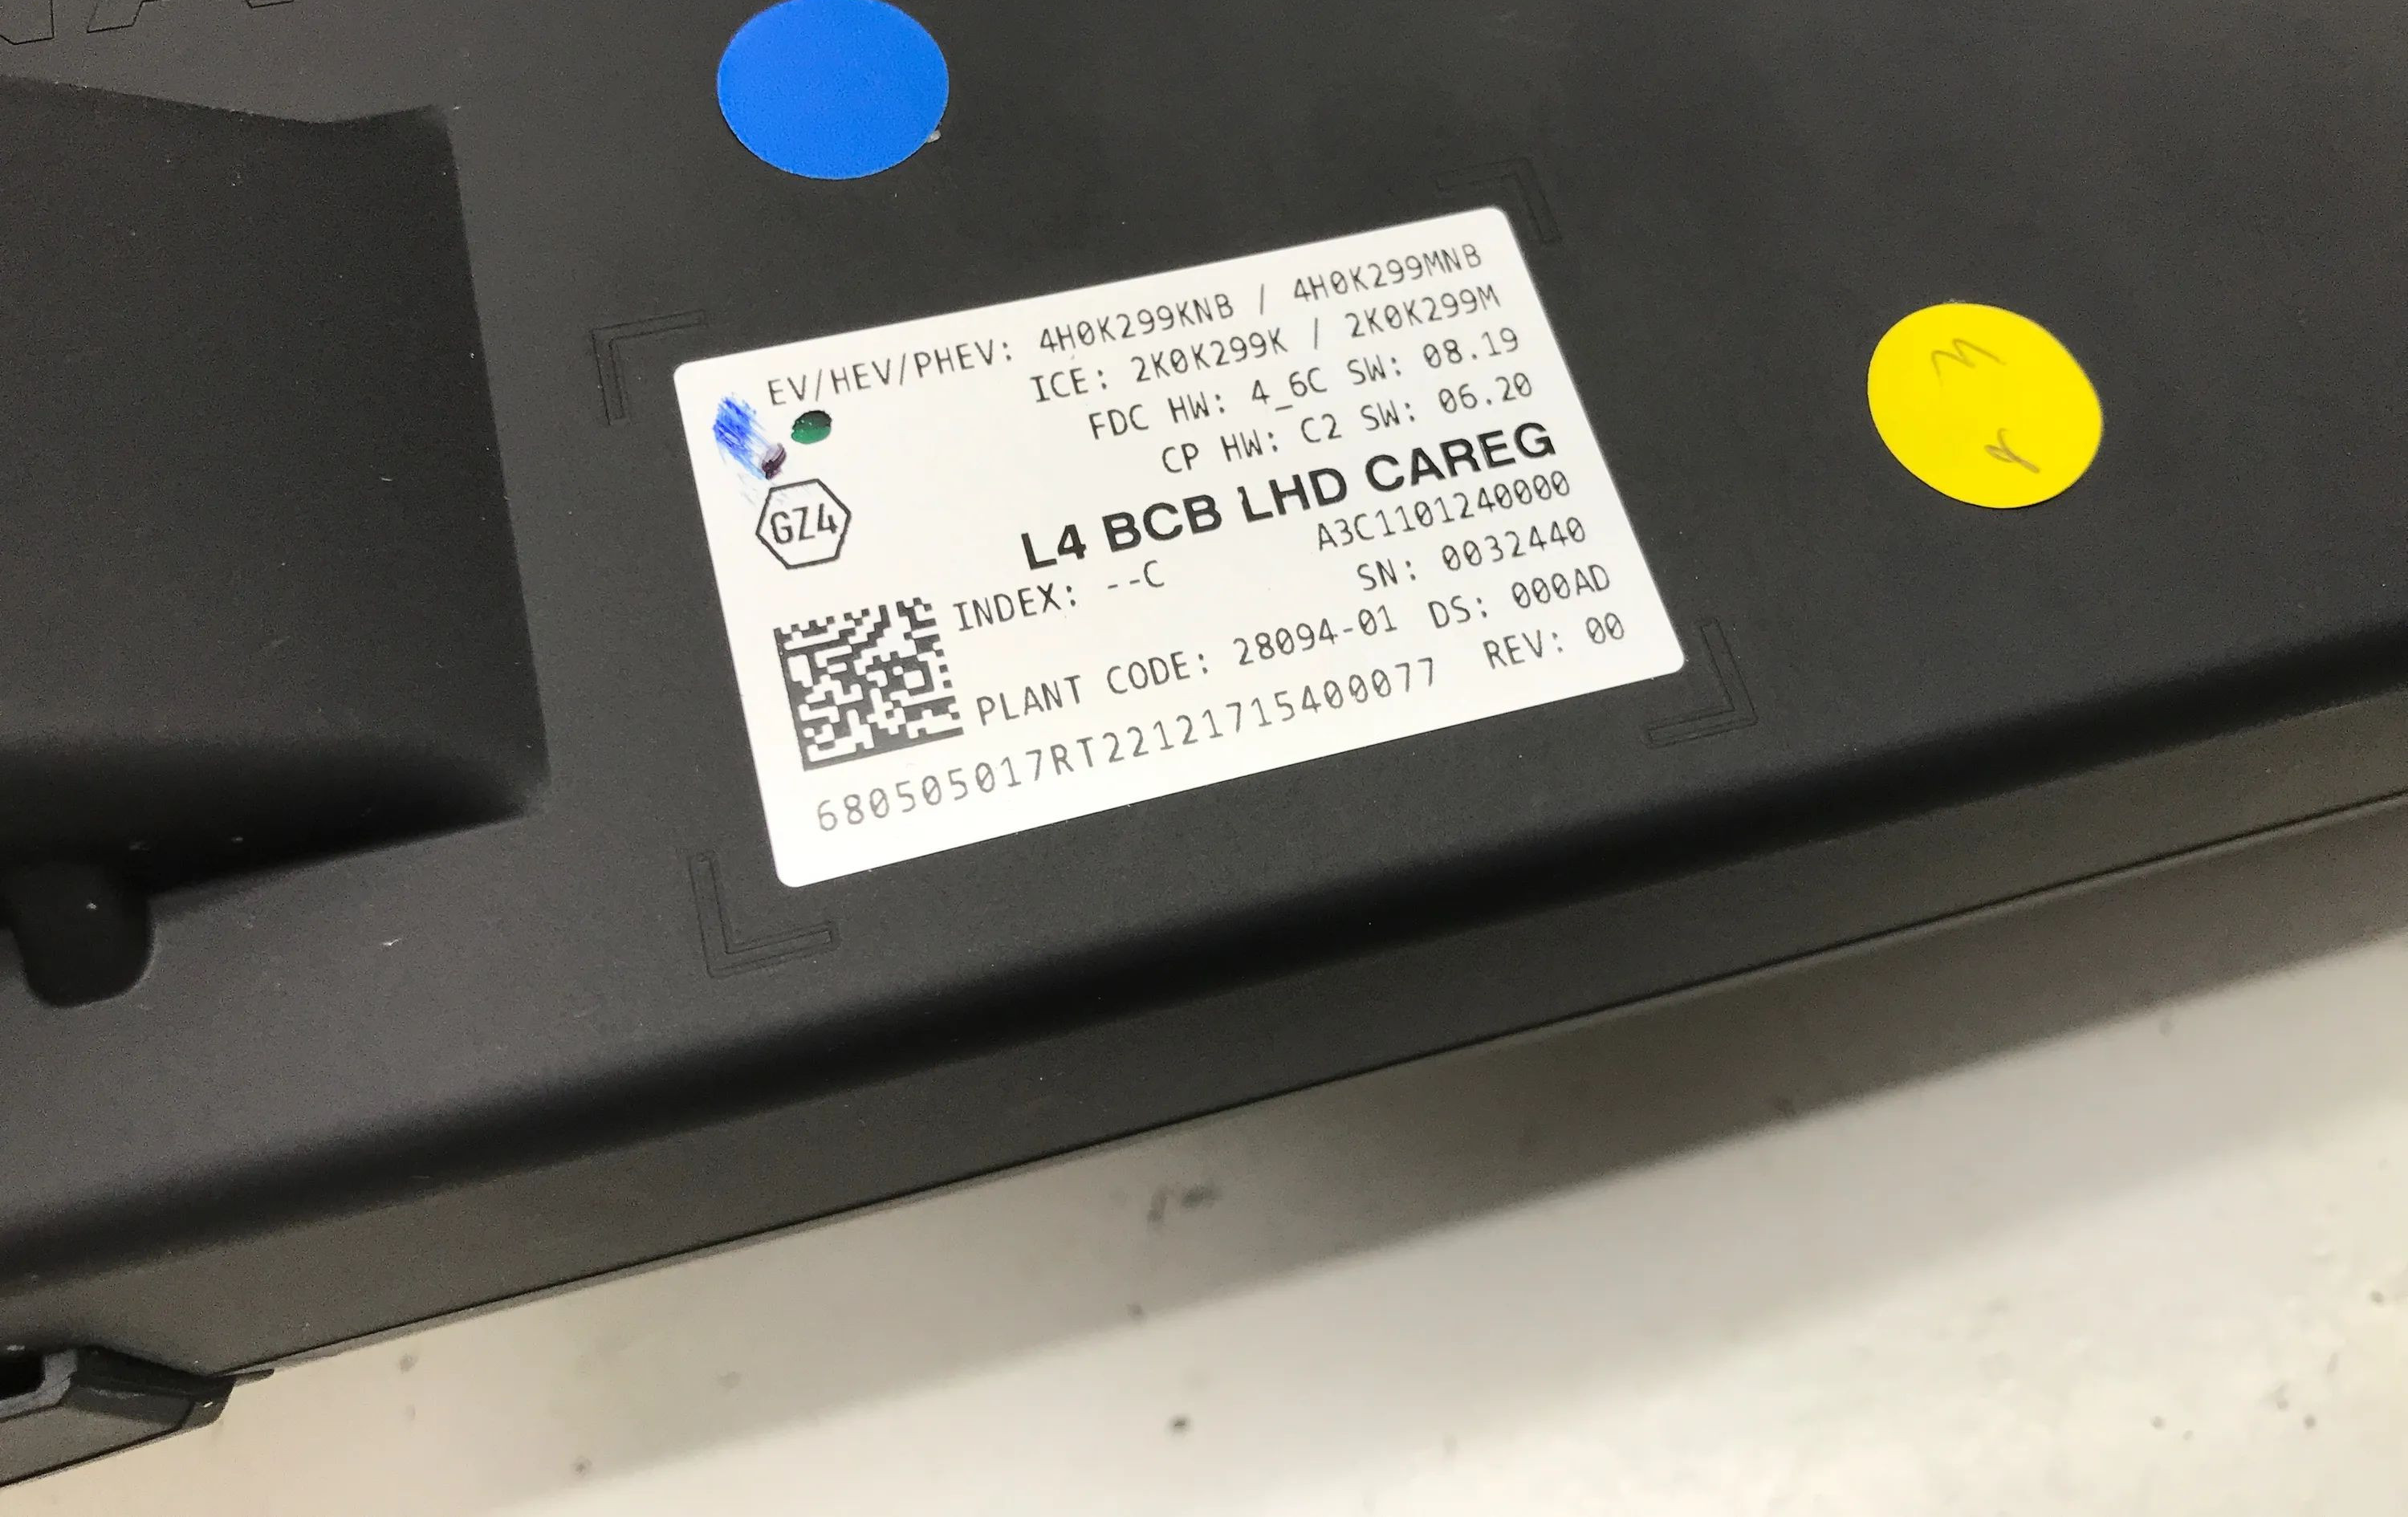 EV/HEV/PHEV: 4H0K299KNB / 4H0K299MNB
ICE: 2K0K299K / 2K0K299M
FDC HW: 4_6C SW: 08.19
CP HW: C2 SW: 06.20
L4 BCB LHD CAREG
GZ4
A3C1101240000
INDEX: --C
SN: 0032440
PLANT CODE: 28094-01 DS: 000AD
680505017RT22121715400077 REV: 00